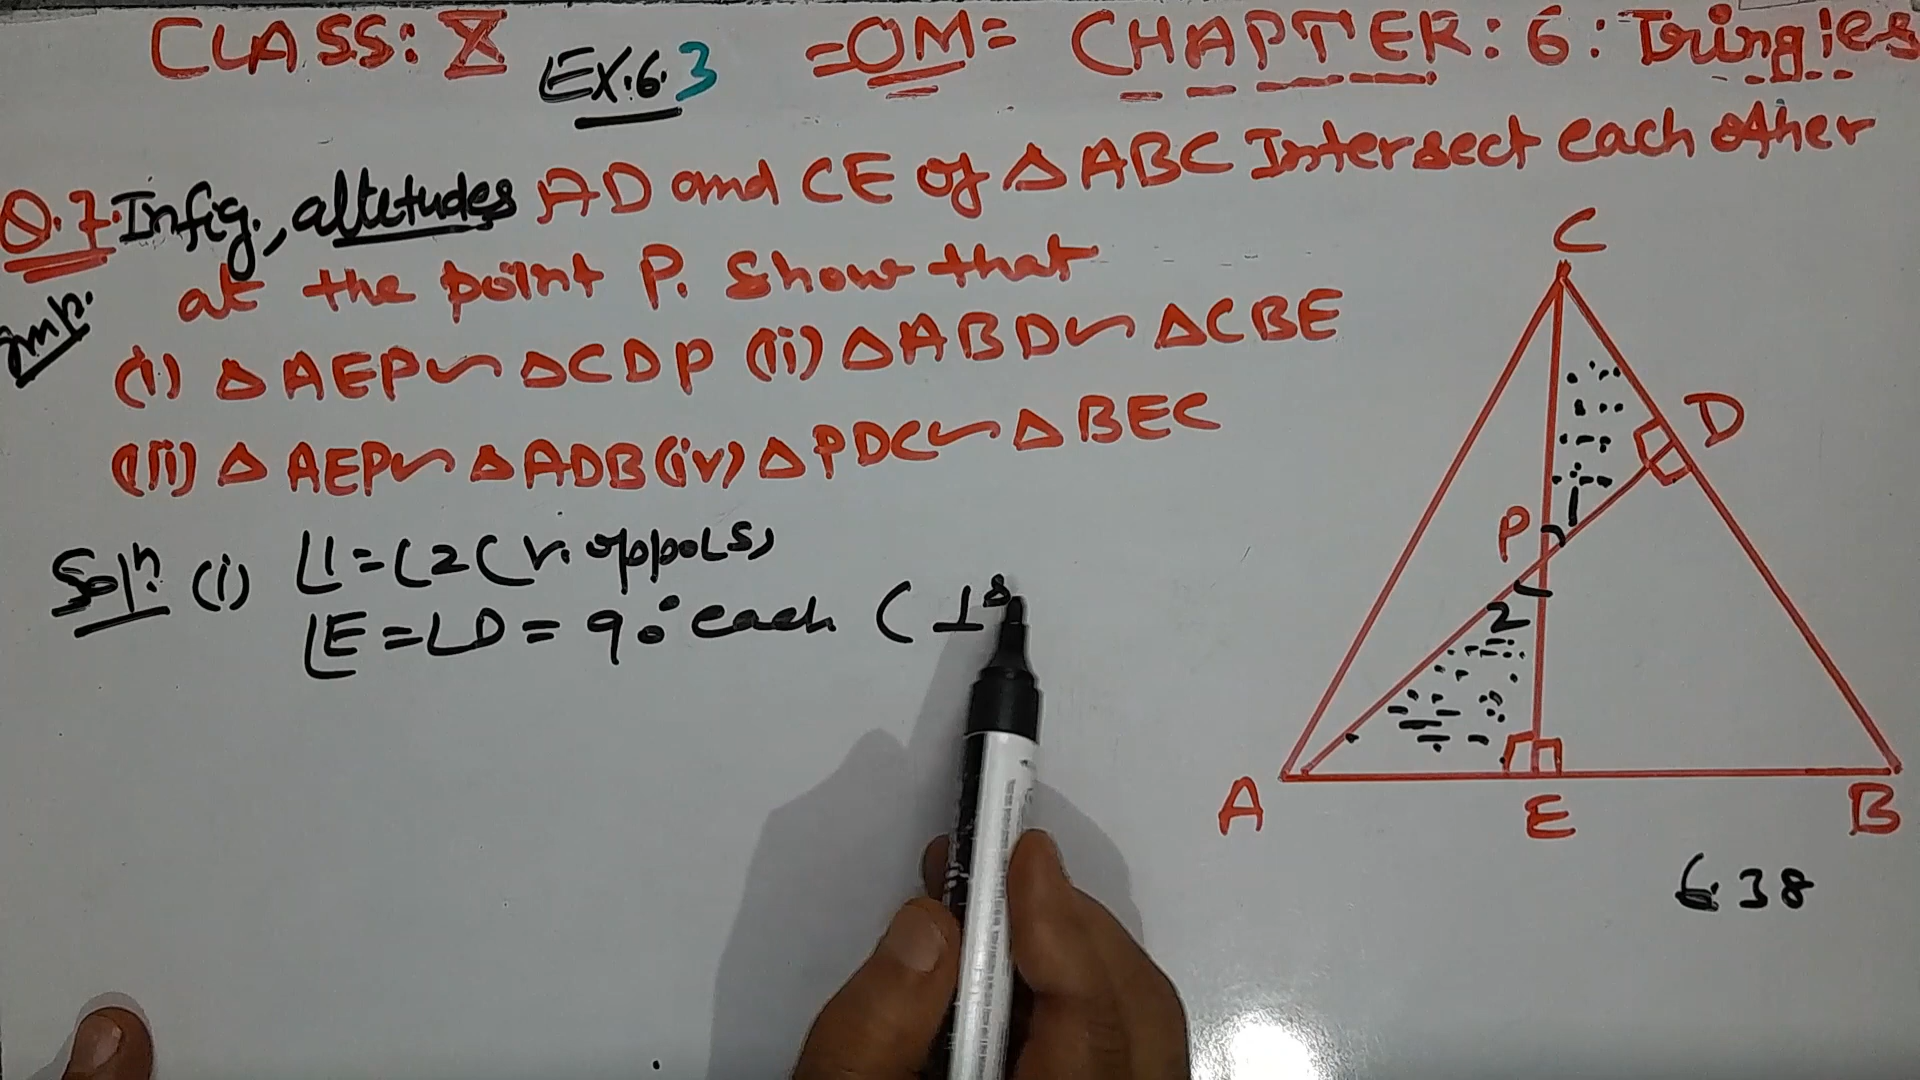 CLASS: X =OM= CHAPTER: 6: Tringles
EX.6.3
Q.7. In fig., altitudes AD and CE of △ABC Intersect each other
Imp. at the point P. Show that
(i) △AEP ~ △CDP (ii) △ABD ~ △CBE
(iii) △AEP ~ △ADB (iv) △PDC ~ △BEC
Solⁿ. (i) ∠1 = ∠2 (v. oppo ∠s)
∠E = ∠D = 90° each ( ⊥s
C
D
1
P
2
A
E
B
6.38